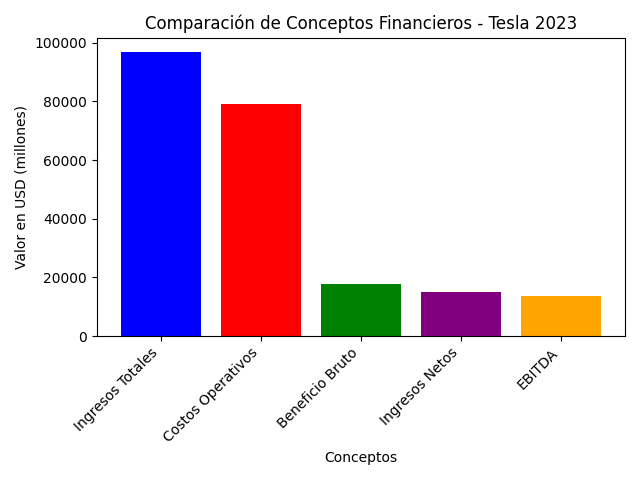 Comparación de Conceptos Financieros - Tesla 2023
Valor en USD (millones)
100000
80000
60000
40000
20000
0
Ingresos Totales
Costos Operativos
Beneficio Bruto
Ingresos Netos
EBITDA
Conceptos